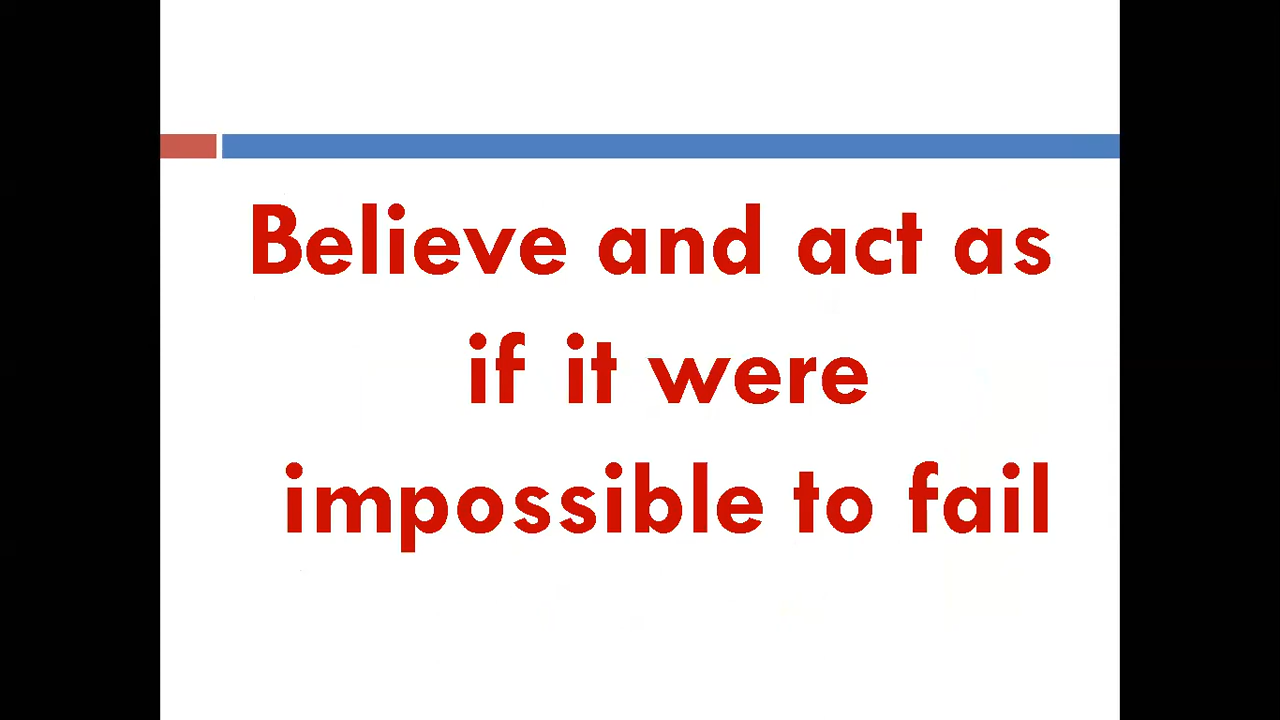 Believe and act as
if it were
impossible to fail